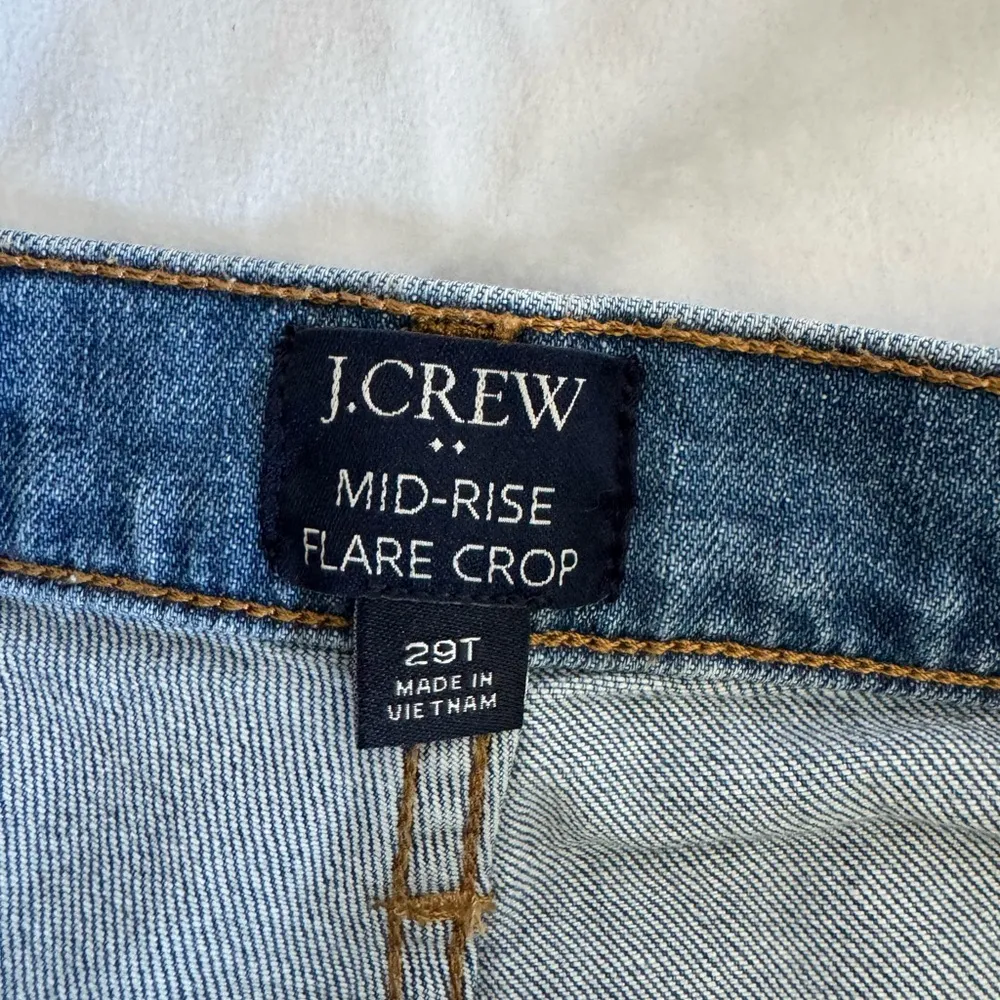 J.CREW
MID-RISE
FLARE CROP
29T
MADE IN
VIETNAM